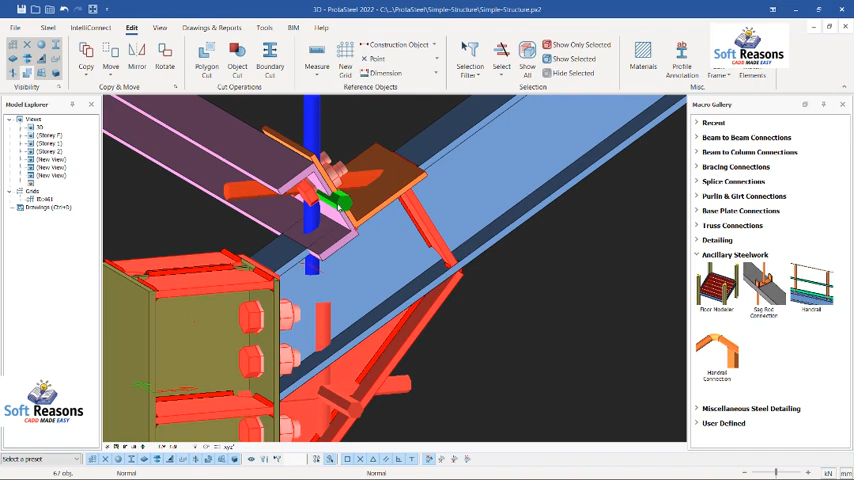 3D - ProtaSteel 2022 - C:\...\ProtaSteel\Simple-Structure\Simple-Structure.px2
File Steel IntelliConnect Edit View Drawings & Reports Tools BIM Help
Copy Move Mirror Rotate
Polygon Cut Object Cut Boundary Cut
Measure New Grid
Construction Object
Point
Dimension
Selection Filter Select Show All
Show Only Selected
Show Selected
Hide Selected
Materials Profile Annotation Frame Elements
Visibility Copy & Move Cut Operations Reference Objects Selection Misc.
Soft Reasons
CADD MADE EASY
Model Explorer
Views
3D
(Storey F)
(Storey 1)
(Storey 2)
(New view)
(New view)
(New view)
Grids
Drawings (Ctrl+D)
Macro Gallery
Recent
Beam to Beam Connections
Beam to Column Connections
Bracing Connections
Splice Connections
Purlin & Girt Connections
Base Plate Connections
Truss Connections
Detailing
Ancillary Steelwork
Floor Modeler Sag Rod Connection Handrail
Handrail Connection
Miscellaneous Steel Detailing
User Defined
Soft Reasons
CADD MADE EASY
Select a preset
67 obj. Normal Normal kN mm